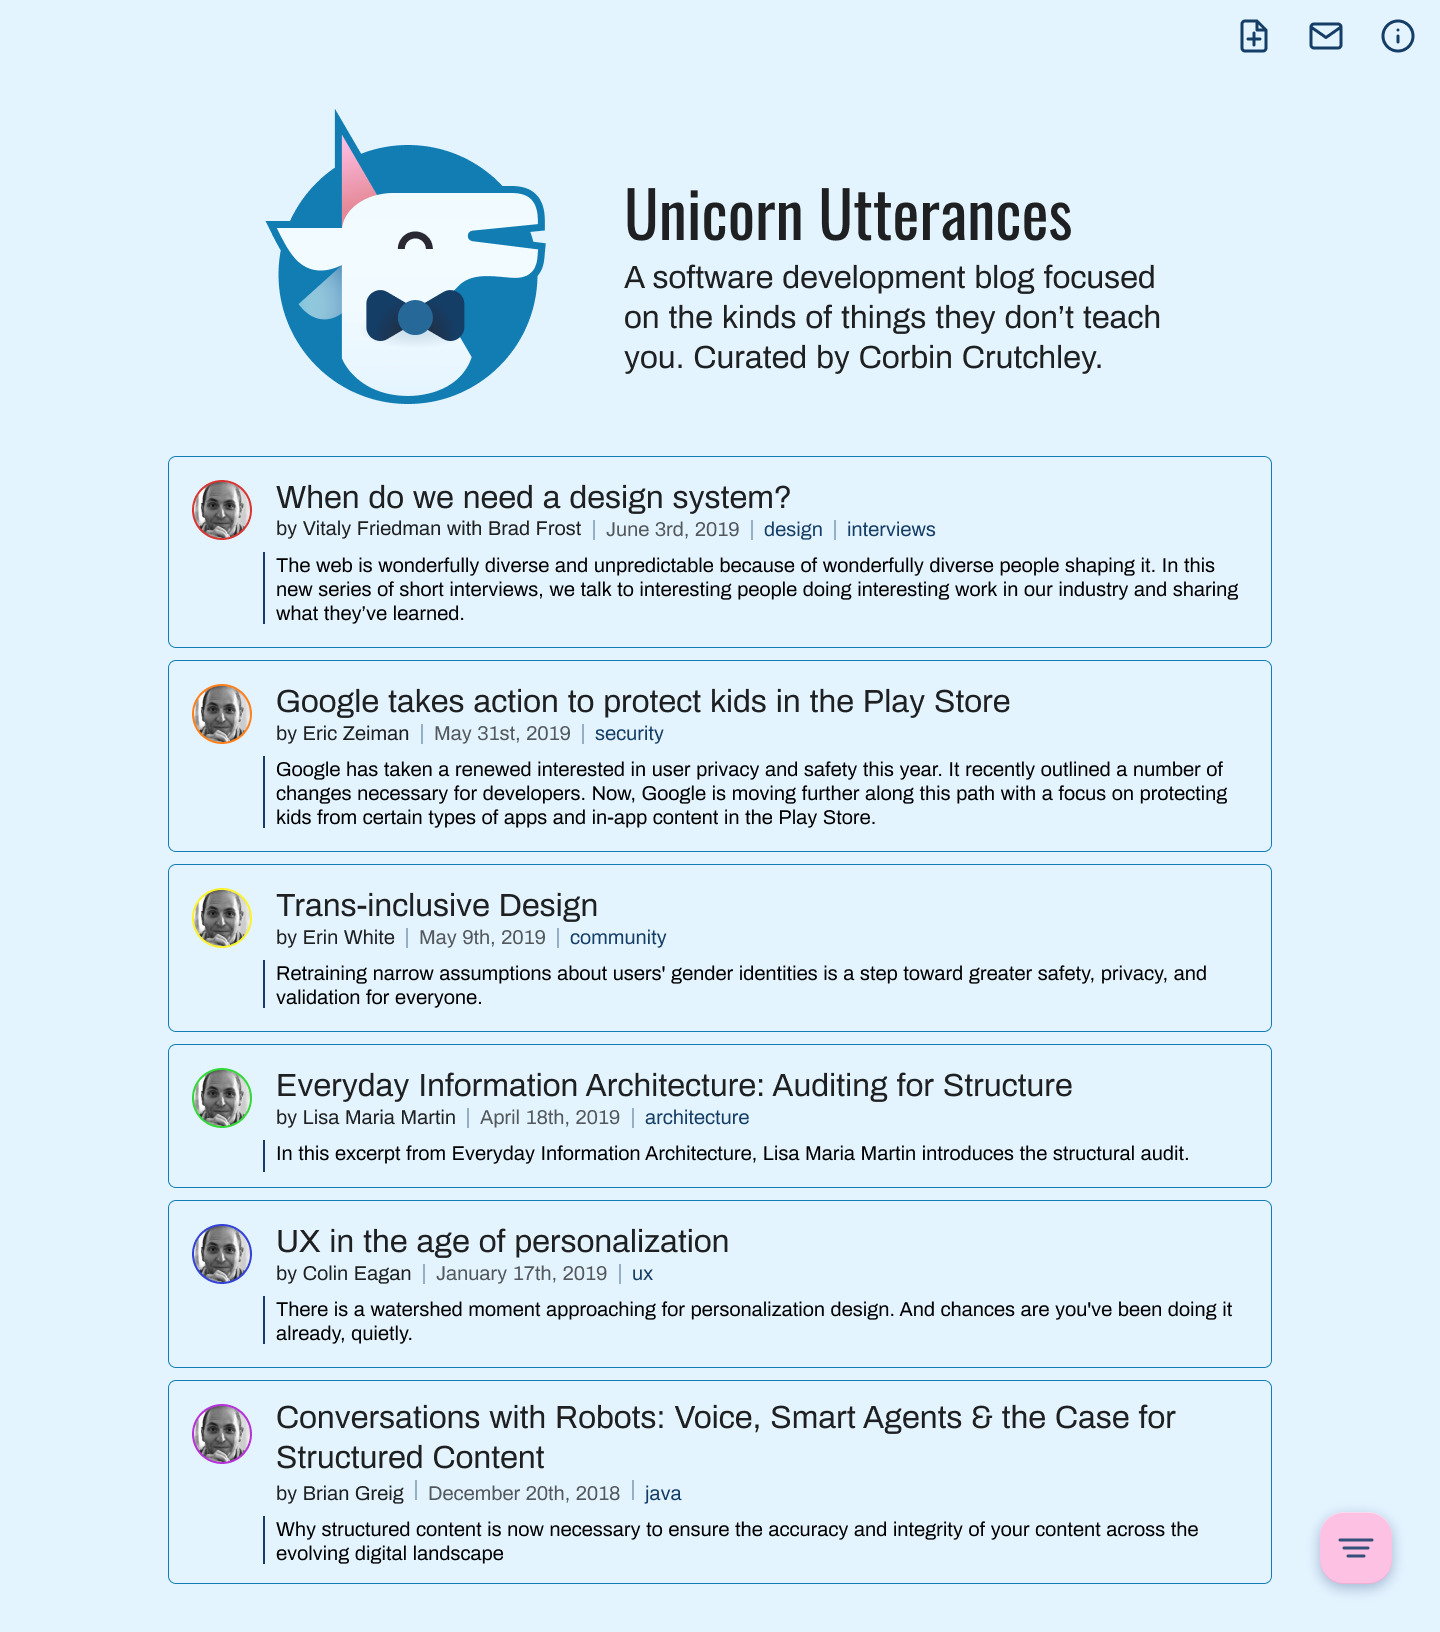 Unicorn Utterances
A software development blog focused
on the kinds of things they don’t teach
you. Curated by Corbin Crutchley.
When do we need a design system?
by Vitaly Friedman with Brad Frost | June 3rd, 2019 | design | interviews
The web is wonderfully diverse and unpredictable because of wonderfully diverse people shaping it. In this
new series of short interviews, we talk to interesting people doing interesting work in our industry and sharing
what they’ve learned.
Google takes action to protect kids in the Play Store
by Eric Zeiman | May 31st, 2019 | security
Google has taken a renewed interested in user privacy and safety this year. It recently outlined a number of
changes necessary for developers. Now, Google is moving further along this path with a focus on protecting
kids from certain types of apps and in-app content in the Play Store.
Trans-inclusive Design
by Erin White | May 9th, 2019 | community
Retraining narrow assumptions about users' gender identities is a step toward greater safety, privacy, and
validation for everyone.
Everyday Information Architecture: Auditing for Structure
by Lisa Maria Martin | April 18th, 2019 | architecture
In this excerpt from Everyday Information Architecture, Lisa Maria Martin introduces the structural audit.
UX in the age of personalization
by Colin Eagan | January 17th, 2019 | ux
There is a watershed moment approaching for personalization design. And chances are you've been doing it
already, quietly.
Conversations with Robots: Voice, Smart Agents & the Case for
Structured Content
by Brian Greig | December 20th, 2018 | java
Why structured content is now necessary to ensure the accuracy and integrity of your content across the
evolving digital landscape